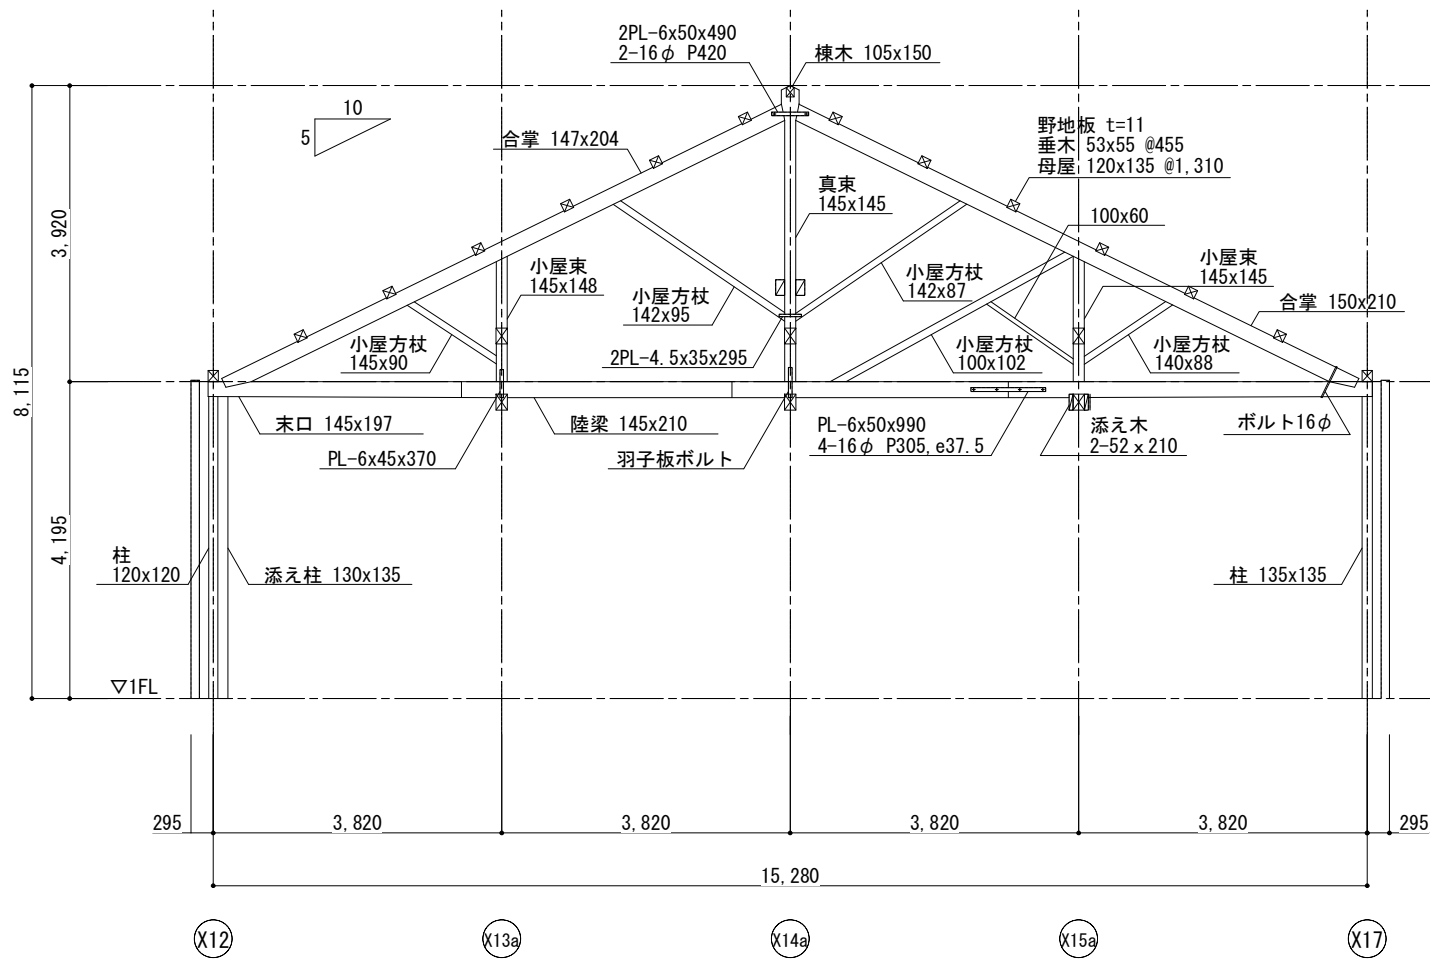 2PL-6x50x490
2-16φ P420
棟木 105x150
10
5
合掌 147x204
野地板 t=11
垂木 53x55 @455
母屋 120x135 @1,310
真束
145x145
100x60
3,920
小屋束
145x148
小屋方杖
142x95
小屋方杖
142x87
小屋束
145x145
合掌 150x210
小屋方杖
145x90
2PL-4.5x35x295
小屋方杖
100x102
小屋方杖
140x88
8,115
末口 145x197
陸梁 145x210
PL-6x50x990
4-16φ P305,e37.5
添え木
2-52x210
ボルト16φ
PL-6x45x370
羽子板ボルト
4,195
柱
120x120
添え柱 130x135
柱 135x135
▽1FL
295
3,820
3,820
3,820
3,820
295
15,280
X12
X13a
X14a
X15a
X17